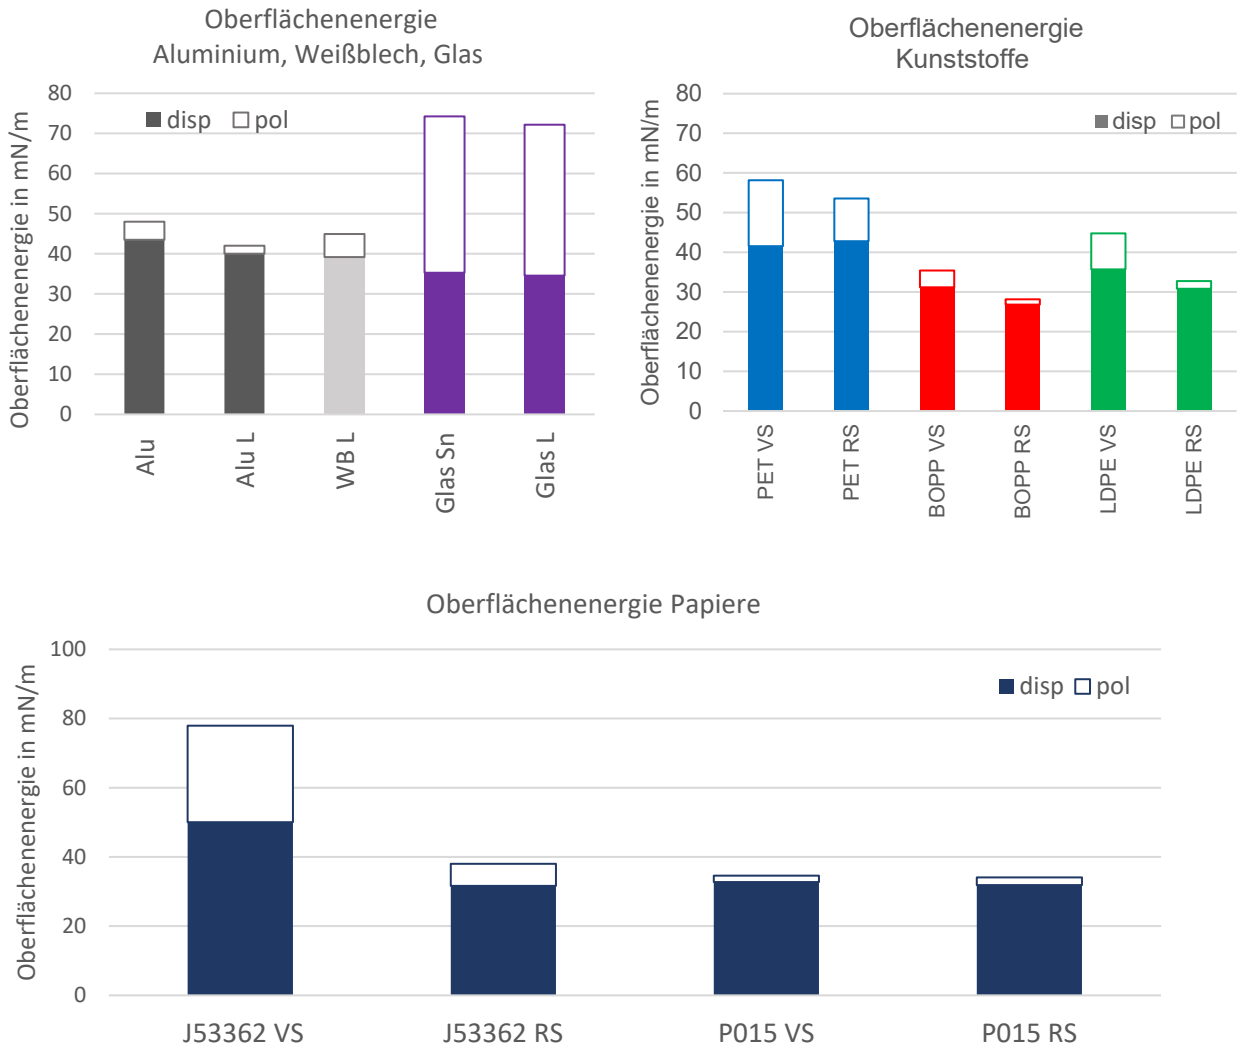 Oberflächenenergie
Aluminium, Weißblech, Glas
Oberflächenenergie in mN/m
80
70
60
50
40
30
20
10
0
disp pol
Alu
Alu L
WB L
Glas Sn
Glas L
Oberflächenenergie
Kunststoffe
Oberflächenenergie in mN/m
80
70
60
50
40
30
20
10
0
disp pol
PET VS
PET RS
BOPP VS
BOPP RS
LDPE VS
LDPE RS
Oberflächenenergie Papiere
Oberflächenenergie in mN/m
100
80
60
40
20
0
disp pol
J53362 VS
J53362 RS
P015 VS
P015 RS